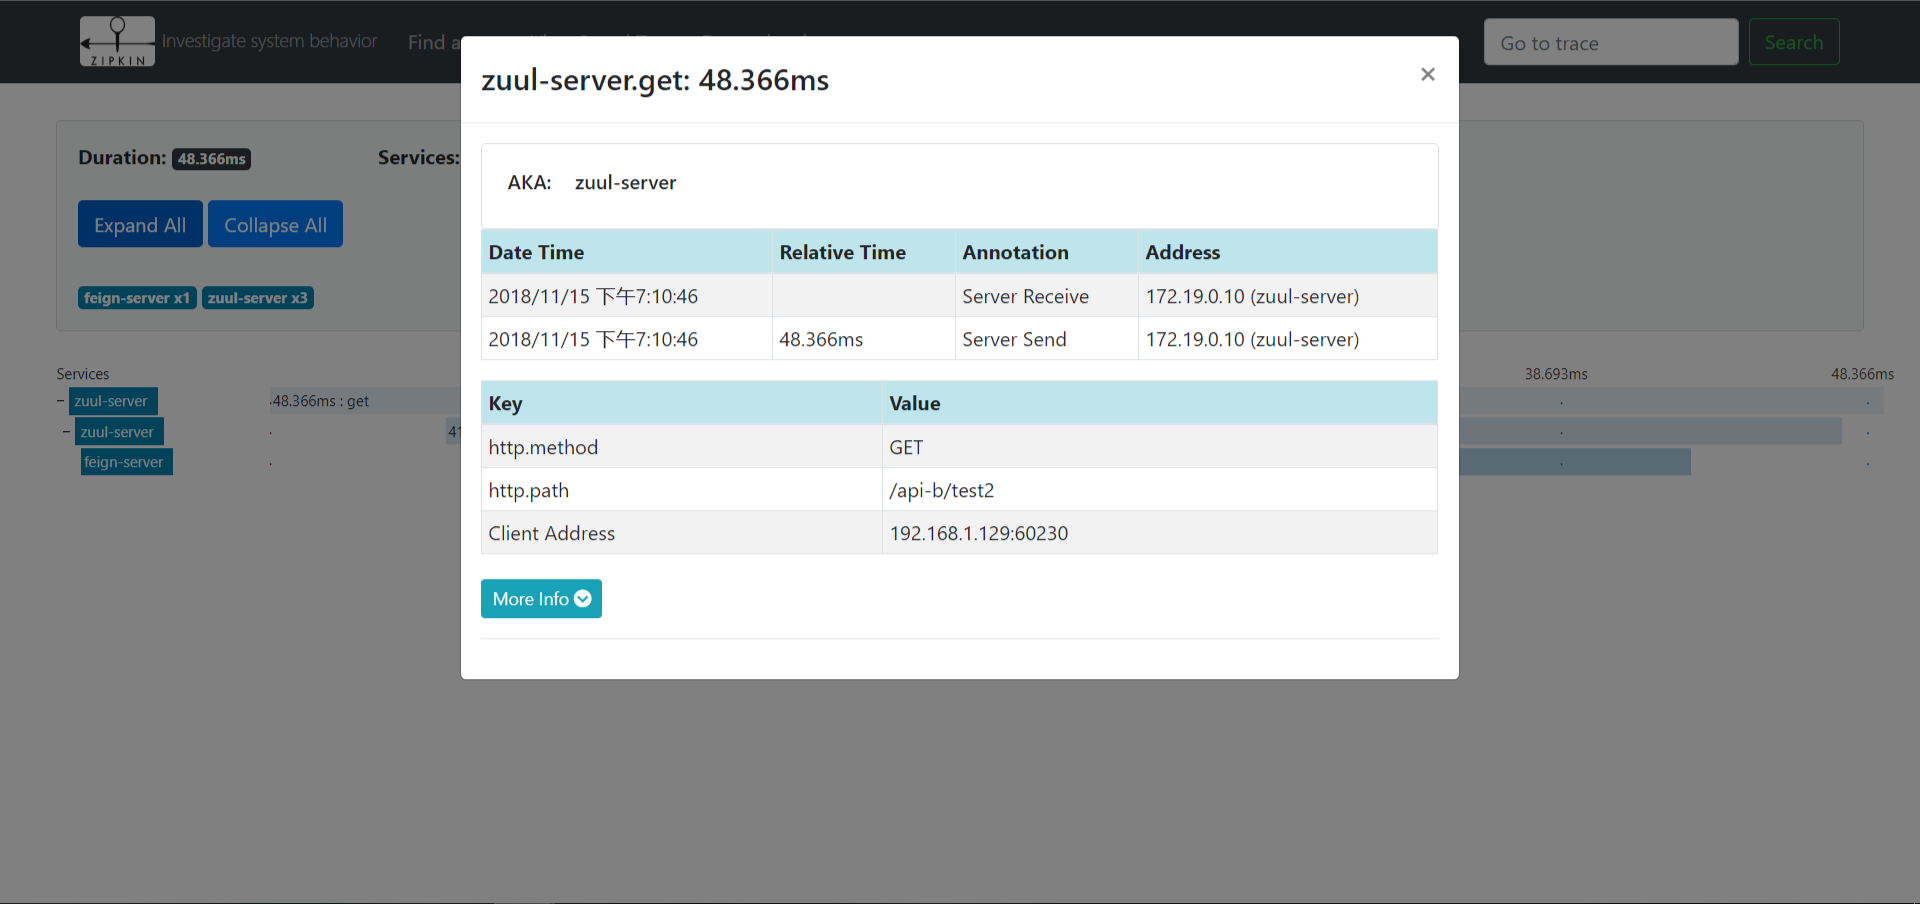 ZIPKIN
Investigate system behavior
Find a
Go to trace
Search
Duration: 48.366ms
Services:
Expand All
Collapse All
feign-server x1
zuul-server x3
Services
38.693ms
48.366ms
− zuul-server
.48.366ms : get
− zuul-server
41
feign-server
zuul-server.get: 48.366ms
×
AKA: zuul-server
Date Time Relative Time Annotation Address
2018/11/15 下午7:10:46 Server Receive 172.19.0.10 (zuul-server)
2018/11/15 下午7:10:46 48.366ms Server Send 172.19.0.10 (zuul-server)
Key Value
http.method GET
http.path /api-b/test2
Client Address 192.168.1.129:60230
More Info